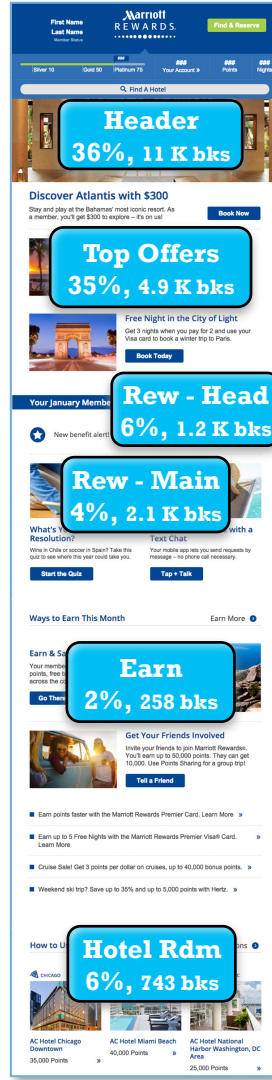 First Name
Last Name
Member Status
Marriott
REWARDS.
Find & Reserve
###
Silver 10
Gold 50
Platinum 75
###
Your Account »
###
Points
###
Nights
Find A Hotel
Header
36%, 11 K bks
Discover Atlantis with $300
Stay and play at the Bahamas' most iconic resort. As
a member, you'll get $300 to explore – it's on us!
Book Now
Top Offers
35%, 4.9 K bks
Free Night in the City of Light
Get 3 nights when you pay for 2 and use your
Visa card to book a winter trip to Paris.
Book Today
Your January Membe
Rew - Head
6%, 1.2 K bks
New benefit alert!
Rew - Main
4%, 2.1 K bks
What's Y
Resolution?
Wine in Chile or soccer in Spain? Take this
quiz to see where this year could take you.
Start the Quiz
with a
Text Chat
Your mobile app lets you send requests by
message – no phone call necessary.
Tap + Talk
Ways to Earn This Month
Earn More
Earn & Sa
Your membe
points, free b
across the co
Go There
Earn
2%, 258 bks
Get Your Friends Involved
Invite your friends to join Marriott Rewards®.
You'll earn up to 50,000 points. They can get
10,000. Use Points Sharing for a group trip!
Tell a Friend
Earn points faster with the Marriott Rewards Premier Card. Learn More »
Earn up to 5 Free Nights with the Marriott Rewards Premier Visa® Card. »
Learn More
Cruise Sale! Get 3 points per dollar on cruises, up to 40,000 bonus points. »
Weekend ski trip? Save up to 35% and up to 5,000 points with Hertz. »
How to U
ons
Hotel Rdm
6%, 743 bks
CHICAGO
AC Hotel Chicago
Downtown
35,000 Points »
AC Hotel Miami Beach
40,000 Points »
AC Hotel National
Harbor Washington, DC
Area
25,000 Points »